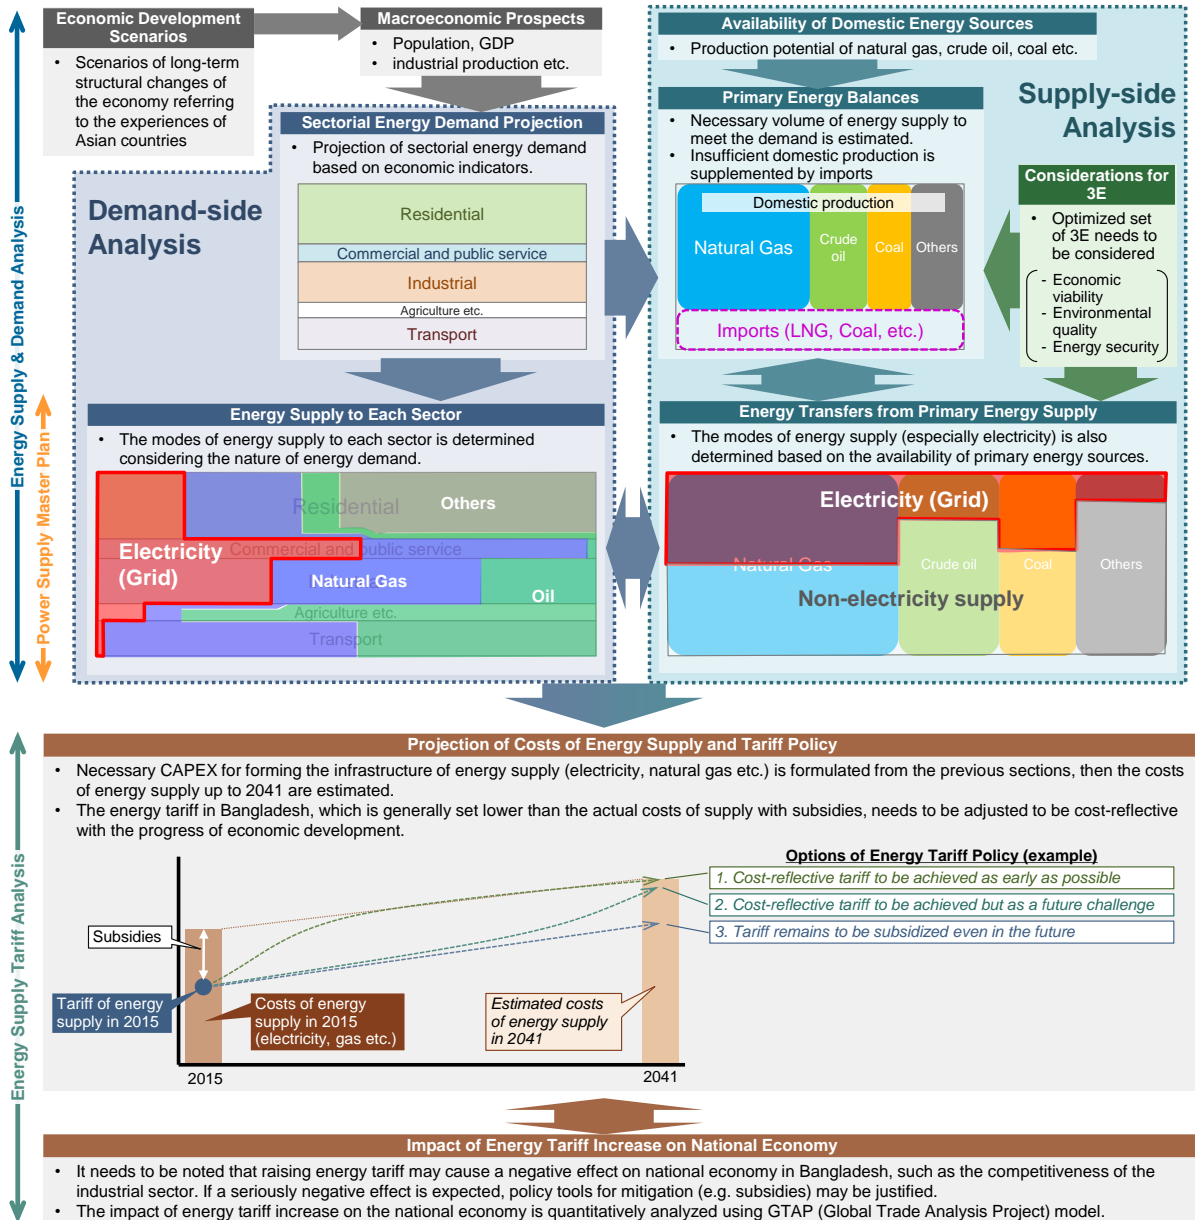 Economic Development
Scenarios
• Scenarios of long-term
structural changes of
the economy referring
to the experiences of
Asian countries
Macroeconomic Prospects
• Population, GDP
• industrial production etc.
Availability of Domestic Energy Sources
• Production potential of natural gas, crude oil, coal etc.
Supply-side
Analysis
Primary Energy Balances
• Necessary volume of energy supply to
meet the demand is estimated.
• Insufficient domestic production is
supplemented by imports
Domestic production
Natural Gas
Crude
oil
Coal
Others
Imports (LNG, Coal, etc.)
Considerations for
3E
• Optimized set
of 3E needs to
be considered
- Economic
viability
- Environmental
quality
- Energy security
Demand-side
Analysis
Sectorial Energy Demand Projection
• Projection of sectorial energy demand
based on economic indicators.
Residential
Commercial and public service
Industrial
Agriculture etc.
Transport
Energy Supply to Each Sector
• The modes of energy supply to each sector is determined
considering the nature of energy demand.
Residential
Others
Commercial and public service
Electricity
(Grid)
Natural Gas
Oil
Agriculture etc.
Transport
Energy Transfers from Primary Energy Supply
• The modes of energy supply (especially electricity) is also
determined based on the availability of primary energy sources.
Electricity (Grid)
Natural Gas
Crude oil
Coal
Others
Non-electricity supply
Energy Supply & Demand Analysis
Power Supply Master Plan
Energy Supply Tariff Analysis
Projection of Costs of Energy Supply and Tariff Policy
• Necessary CAPEX for forming the infrastructure of energy supply (electricity, natural gas etc.) is formulated from the previous sections, then the costs
of energy supply up to 2041 are estimated.
• The energy tariff in Bangladesh, which is generally set lower than the actual costs of supply with subsidies, needs to be adjusted to be cost-reflective
with the progress of economic development.
Options of Energy Tariff Policy (example)
1. Cost-reflective tariff to be achieved as early as possible
2. Cost-reflective tariff to be achieved but as a future challenge
3. Tariff remains to be subsidized even in the future
Subsidies
Tariff of energy
supply in 2015
Costs of energy
supply in 2015
(electricity, gas etc.)
Estimated costs
of energy supply
in 2041
2015
2041
Impact of Energy Tariff Increase on National Economy
• It needs to be noted that raising energy tariff may cause a negative effect on national economy in Bangladesh, such as the competitiveness of the
industrial sector. If a seriously negative effect is expected, policy tools for mitigation (e.g. subsidies) may be justified.
• The impact of energy tariff increase on the national economy is quantitatively analyzed using GTAP (Global Trade Analysis Project) model.